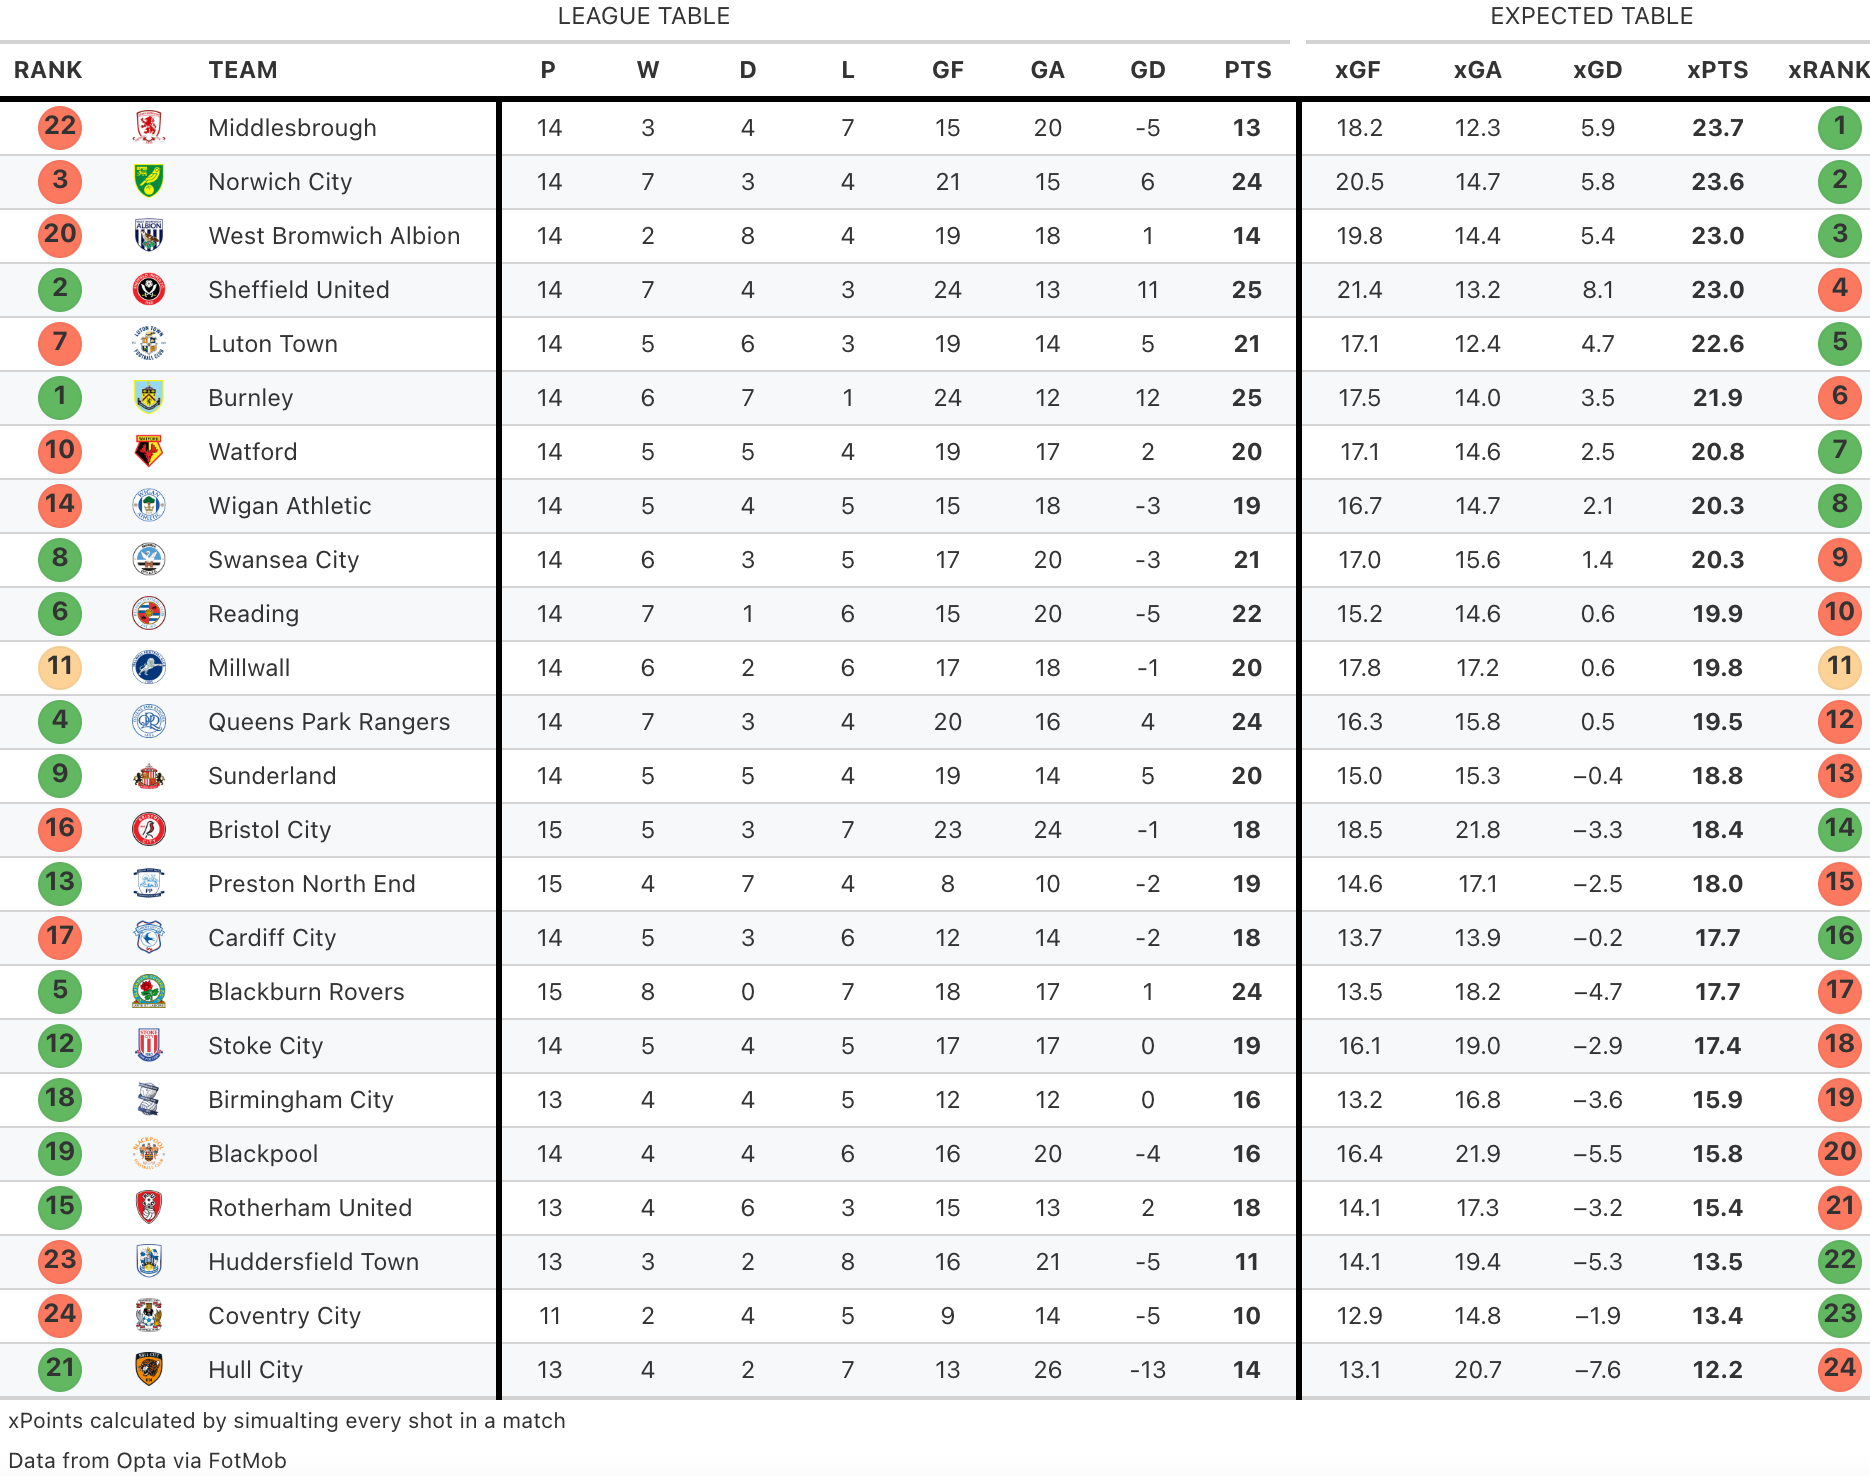 LEAGUE TABLE EXPECTED TABLE
RANK TEAM P W D L GF GA GD PTS xGF xGA xGD xPTS xRANK
22 Middlesbrough 14 3 4 7 15 20 -5 13 18.2 12.3 5.9 23.7 1
3 Norwich City 14 7 3 4 21 15 6 24 20.5 14.7 5.8 23.6 2
20 West Bromwich Albion 14 2 8 4 19 18 1 14 19.8 14.4 5.4 23.0 3
2 Sheffield United 14 7 4 3 24 13 11 25 21.4 13.2 8.1 23.0 4
7 Luton Town 14 5 6 3 19 14 5 21 17.1 12.4 4.7 22.6 5
1 Burnley 14 6 7 1 24 12 12 25 17.5 14.0 3.5 21.9 6
10 Watford 14 5 5 4 19 17 2 20 17.1 14.6 2.5 20.8 7
14 Wigan Athletic 14 5 4 5 15 18 -3 19 16.7 14.7 2.1 20.3 8
8 Swansea City 14 6 3 5 17 20 -3 21 17.0 15.6 1.4 20.3 9
6 Reading 14 7 1 6 15 20 -5 22 15.2 14.6 0.6 19.9 10
11 Millwall 14 6 2 6 17 18 -1 20 17.8 17.2 0.6 19.8 11
4 Queens Park Rangers 14 7 3 4 20 16 4 24 16.3 15.8 0.5 19.5 12
9 Sunderland 14 5 5 4 19 14 5 20 15.0 15.3 −0.4 18.8 13
16 Bristol City 15 5 3 7 23 24 -1 18 18.5 21.8 −3.3 18.4 14
13 Preston North End 15 4 7 4 8 10 -2 19 14.6 17.1 −2.5 18.0 15
17 Cardiff City 14 5 3 6 12 14 -2 18 13.7 13.9 −0.2 17.7 16
5 Blackburn Rovers 15 8 0 7 18 17 1 24 13.5 18.2 −4.7 17.7 17
12 Stoke City 14 5 4 5 17 17 0 19 16.1 19.0 −2.9 17.4 18
18 Birmingham City 13 4 4 5 12 12 0 16 13.2 16.8 −3.6 15.9 19
19 Blackpool 14 4 4 6 16 20 -4 16 16.4 21.9 −5.5 15.8 20
15 Rotherham United 13 4 6 3 15 13 2 18 14.1 17.3 −3.2 15.4 21
23 Huddersfield Town 13 3 2 8 16 21 -5 11 14.1 19.4 −5.3 13.5 22
24 Coventry City 11 2 4 5 9 14 -5 10 12.9 14.8 −1.9 13.4 23
21 Hull City 13 4 2 7 13 26 -13 14 13.1 20.7 −7.6 12.2 24
xPoints calculated by simualting every shot in a match
Data from Opta via FotMob